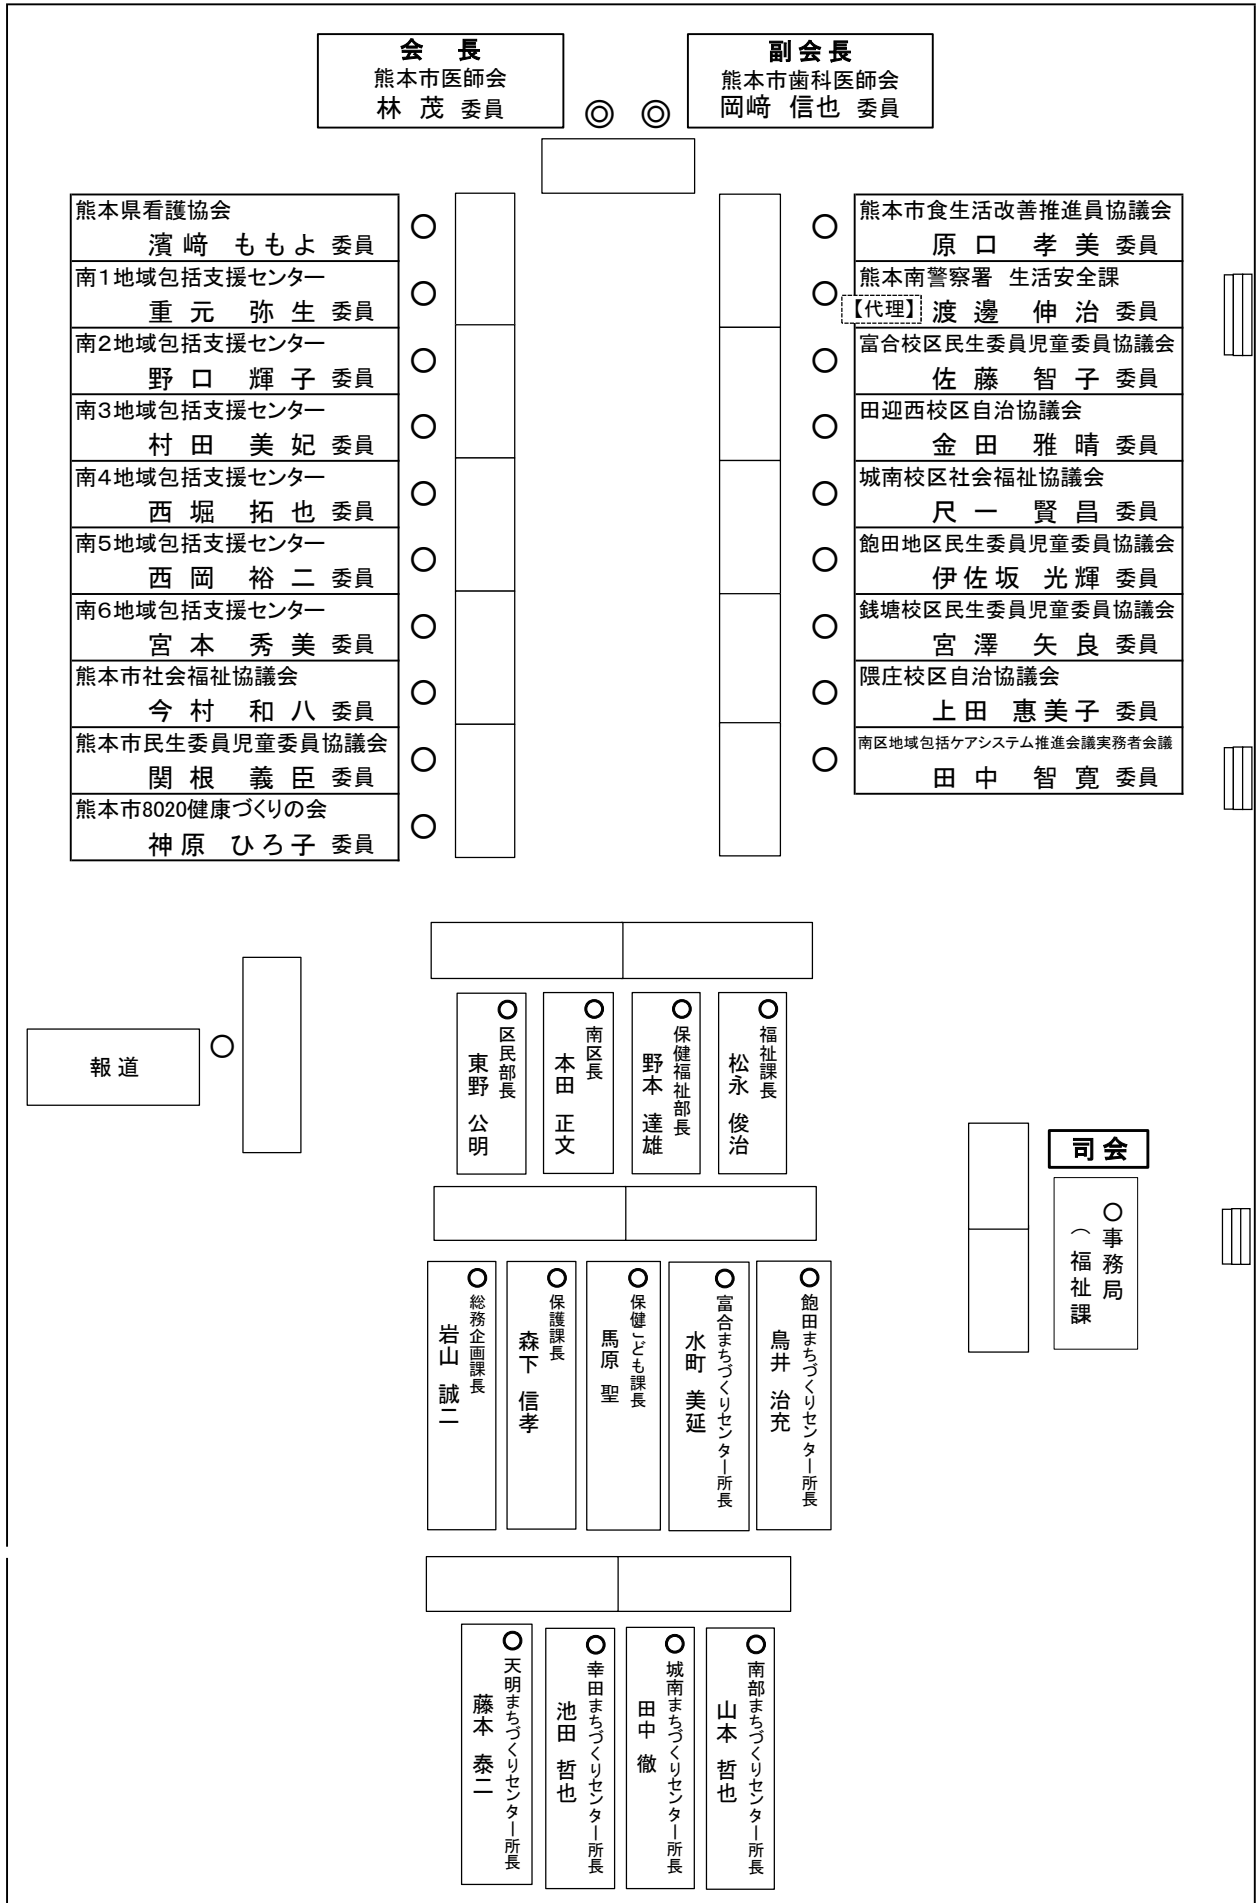 会　長
熊本市医師会
林　茂 委員
副会長
熊本市歯科医師会
岡﨑　信也 委員
熊本県看護協会
濱﨑　ももよ 委員
南1地域包括支援センター
重元　弥生 委員
南2地域包括支援センター
野口　輝子 委員
南3地域包括支援センター
村田　美妃 委員
南4地域包括支援センター
西堀　拓也 委員
南5地域包括支援センター
西岡　裕二 委員
南6地域包括支援センター
宮本　秀美 委員
熊本市社会福祉協議会
今村　和八 委員
熊本市民生委員児童委員協議会
関根　義臣 委員
熊本市8020健康づくりの会
神原　ひろ子 委員
熊本市食生活改善推進員協議会
原口　孝美 委員
熊本南警察署　生活安全課
【代理】 渡邊　伸治 委員
富合校区民生委員児童委員協議会
佐藤　智子 委員
田迎西校区自治協議会
金田　雅晴 委員
城南校区社会福祉協議会
尺一　賢昌 委員
飽田地区民生委員児童委員協議会
伊佐坂　光輝 委員
銭塘校区民生委員児童委員協議会
宮澤　矢良 委員
隈庄校区自治協議会
上田　惠美子 委員
南区地域包括ケアシステム推進会議実務者会議
田中　智寛 委員
報道
区民部長
東野　公明
南区長
本田　正文
保健福祉部長
野本　達雄
福祉課長
松永　俊治
司会
○事務局
（福祉課
総務企画課長
岩山　誠二
保護課長
森下　信孝
保健こども課長
馬原　聖
富合まちづくりセンター所長
水町　美延
飽田まちづくりセンター所長
鳥井　治充
天明まちづくりセンター所長
藤本　泰二
幸田まちづくりセンター所長
池田　哲也
城南まちづくりセンター所長
田中　徹
南部まちづくりセンター所長
山本　哲也